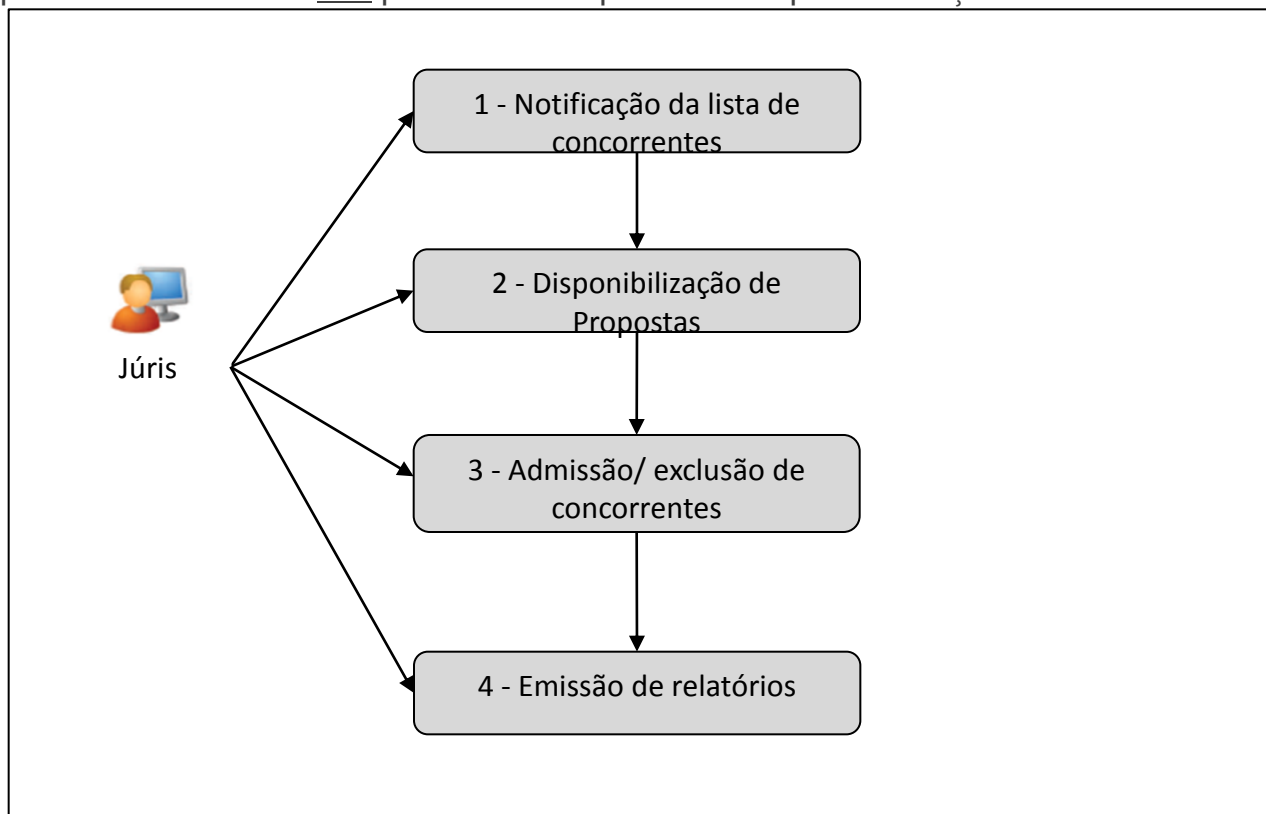 1 - Notificação da lista de
concorrentes
2 - Disponibilização de
Propostas
Júris
3 - Admissão/ exclusão de
concorrentes
4 - Emissão de relatórios